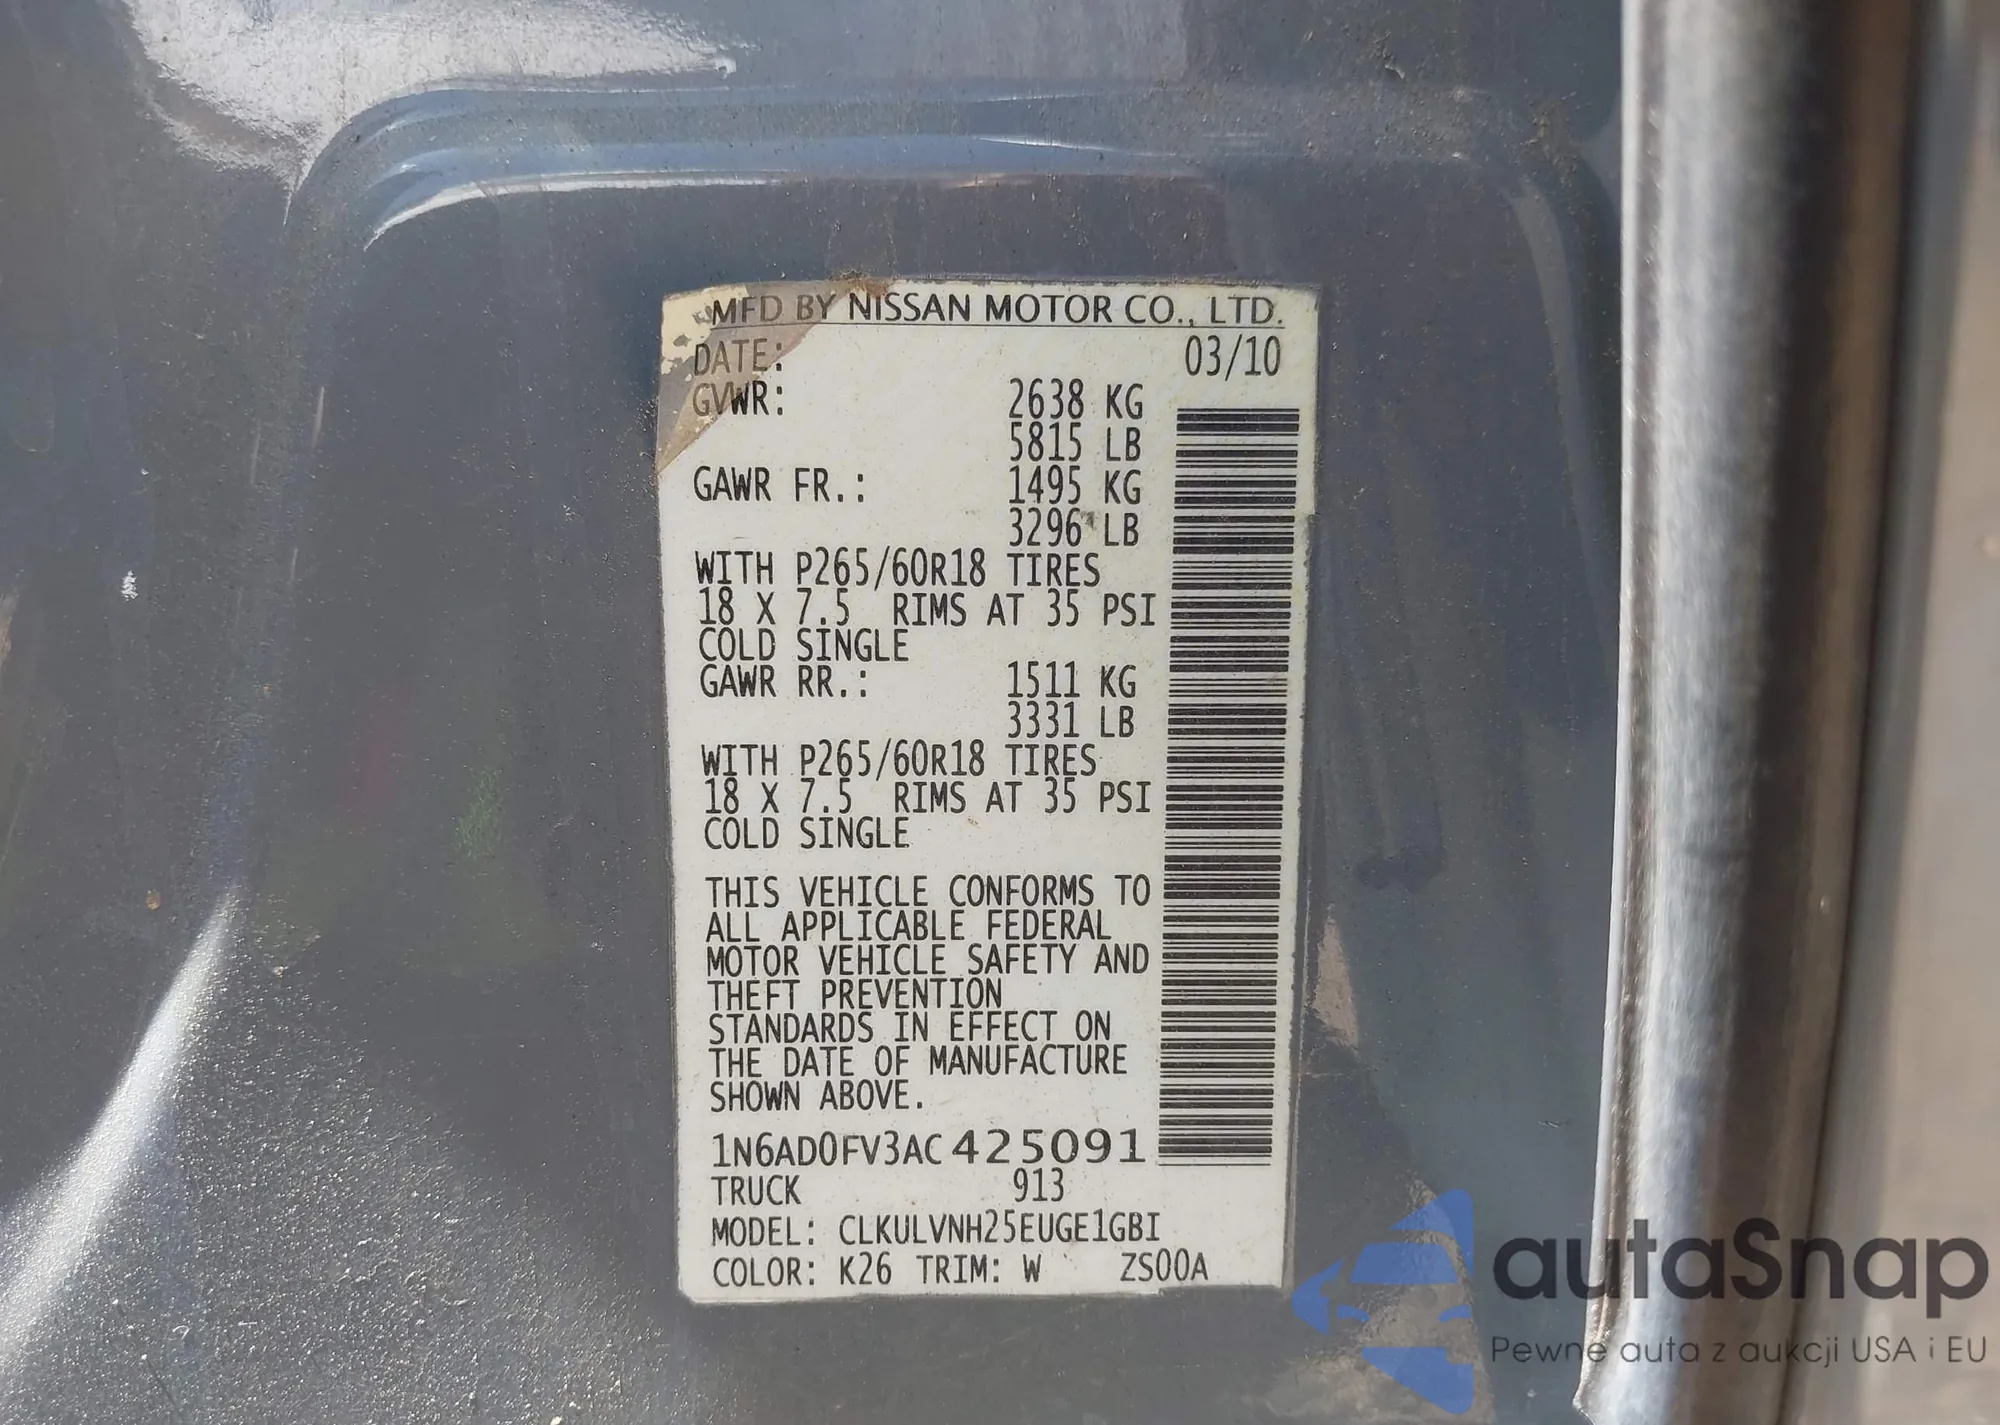 MFD BY NISSAN MOTOR CO., LTD.
DATE: 03/10
GVWR: 2638 KG
5815 LB
GAWR FR.: 1495 KG
3296 LB
WITH P265/60R18 TIRES
18 X 7.5 RIMS AT 35 PSI
COLD SINGLE
GAWR RR.: 1511 KG
3331 LB
WITH P265/60R18 TIRES
18 X 7.5 RIMS AT 35 PSI
COLD SINGLE
THIS VEHICLE CONFORMS TO
ALL APPLICABLE FEDERAL
MOTOR VEHICLE SAFETY AND
THEFT PREVENTION
STANDARDS IN EFFECT ON
THE DATE OF MANUFACTURE
SHOWN ABOVE.
1N6AD0FV3AC425091
TRUCK 913
MODEL: CLKULVNH25EUGE1GBI
COLOR: K26 TRIM: W ZS00A
autaSnap
Pewne auta z aukcji USA i EU